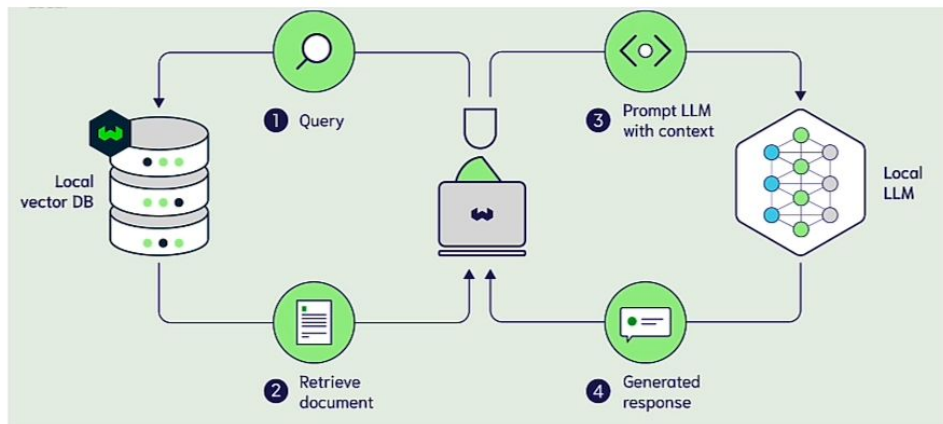 1 Query
3 Prompt LLM
with context
Local
vector DB
Local
LLM
2 Retrieve
document
4 Generated
response